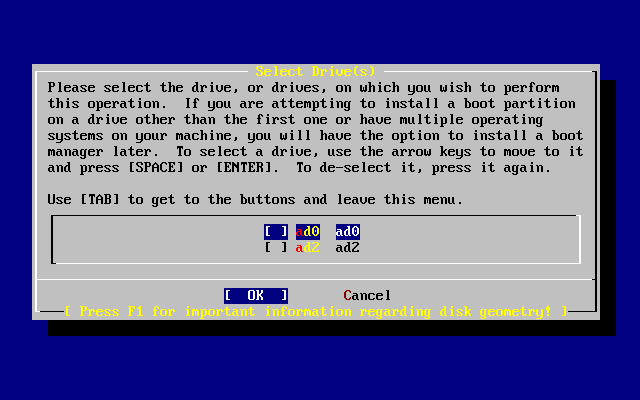 Select Drive(s)
Please select the drive, or drives, on which you wish to perform
this operation.  If you are attempting to install a boot partition
on a drive other than the first one or have multiple operating
systems on your machine, you will have the option to install a boot
manager later.  To select a drive, use the arrow keys to move to it
and press [SPACE] or [ENTER].  To de-select it, press it again.
Use [TAB] to get to the buttons and leave this menu.
[ ] ad0  ad0
[ ] ad2  ad2
[  OK  ]       Cancel
[ Press F1 for important information regarding disk geometry! ]